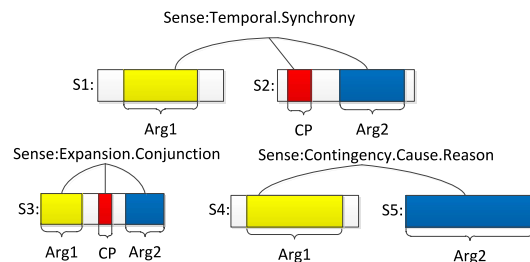 Sense:Temporal.Synchrony
S1:
S2:
Arg1
CP
Arg2
Sense:Expansion.Conjunction
Sense:Contingency.Cause.Reason
S3:
S4:
S5:
Arg1
CP
Arg2
Arg1
Arg2